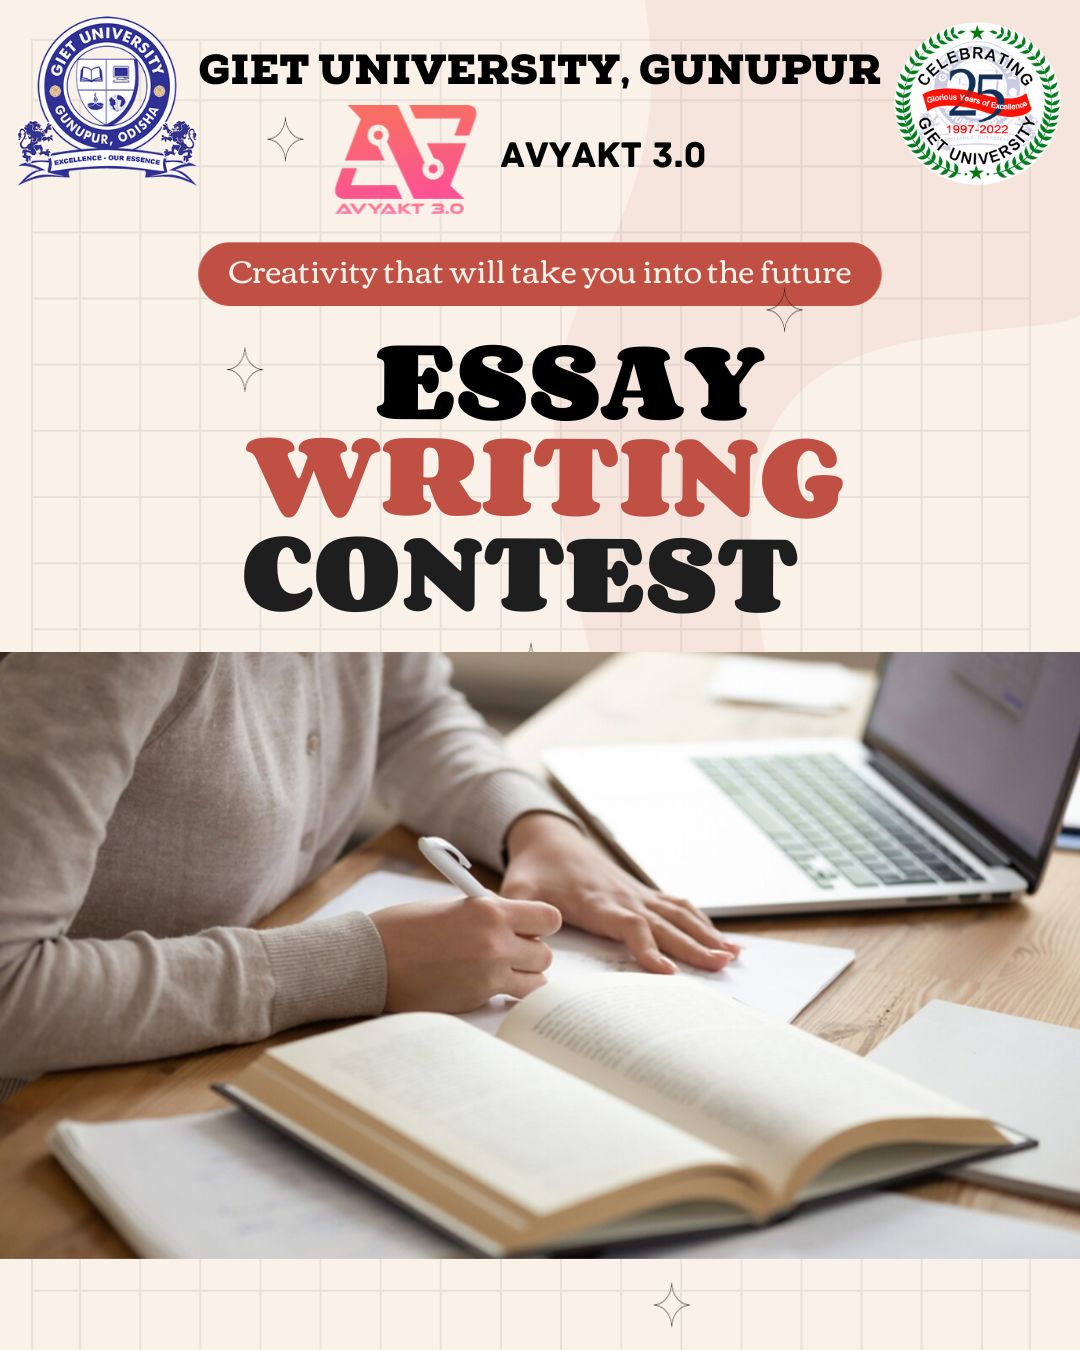 GIET UNIVERSITY, GUNUPUR
GIET UNIVERSITY
GUNUPUR, ODISHA
EXCELLENCE - OUR ESSENCE
AVYAKT 3.0
AVYAKT 3.0
CELEBRATING
25
Glorious Years of Excellence
1997-2022
GIET UNIVERSITY
Creativity that will take you into the future
ESSAY
WRITING
CONTEST